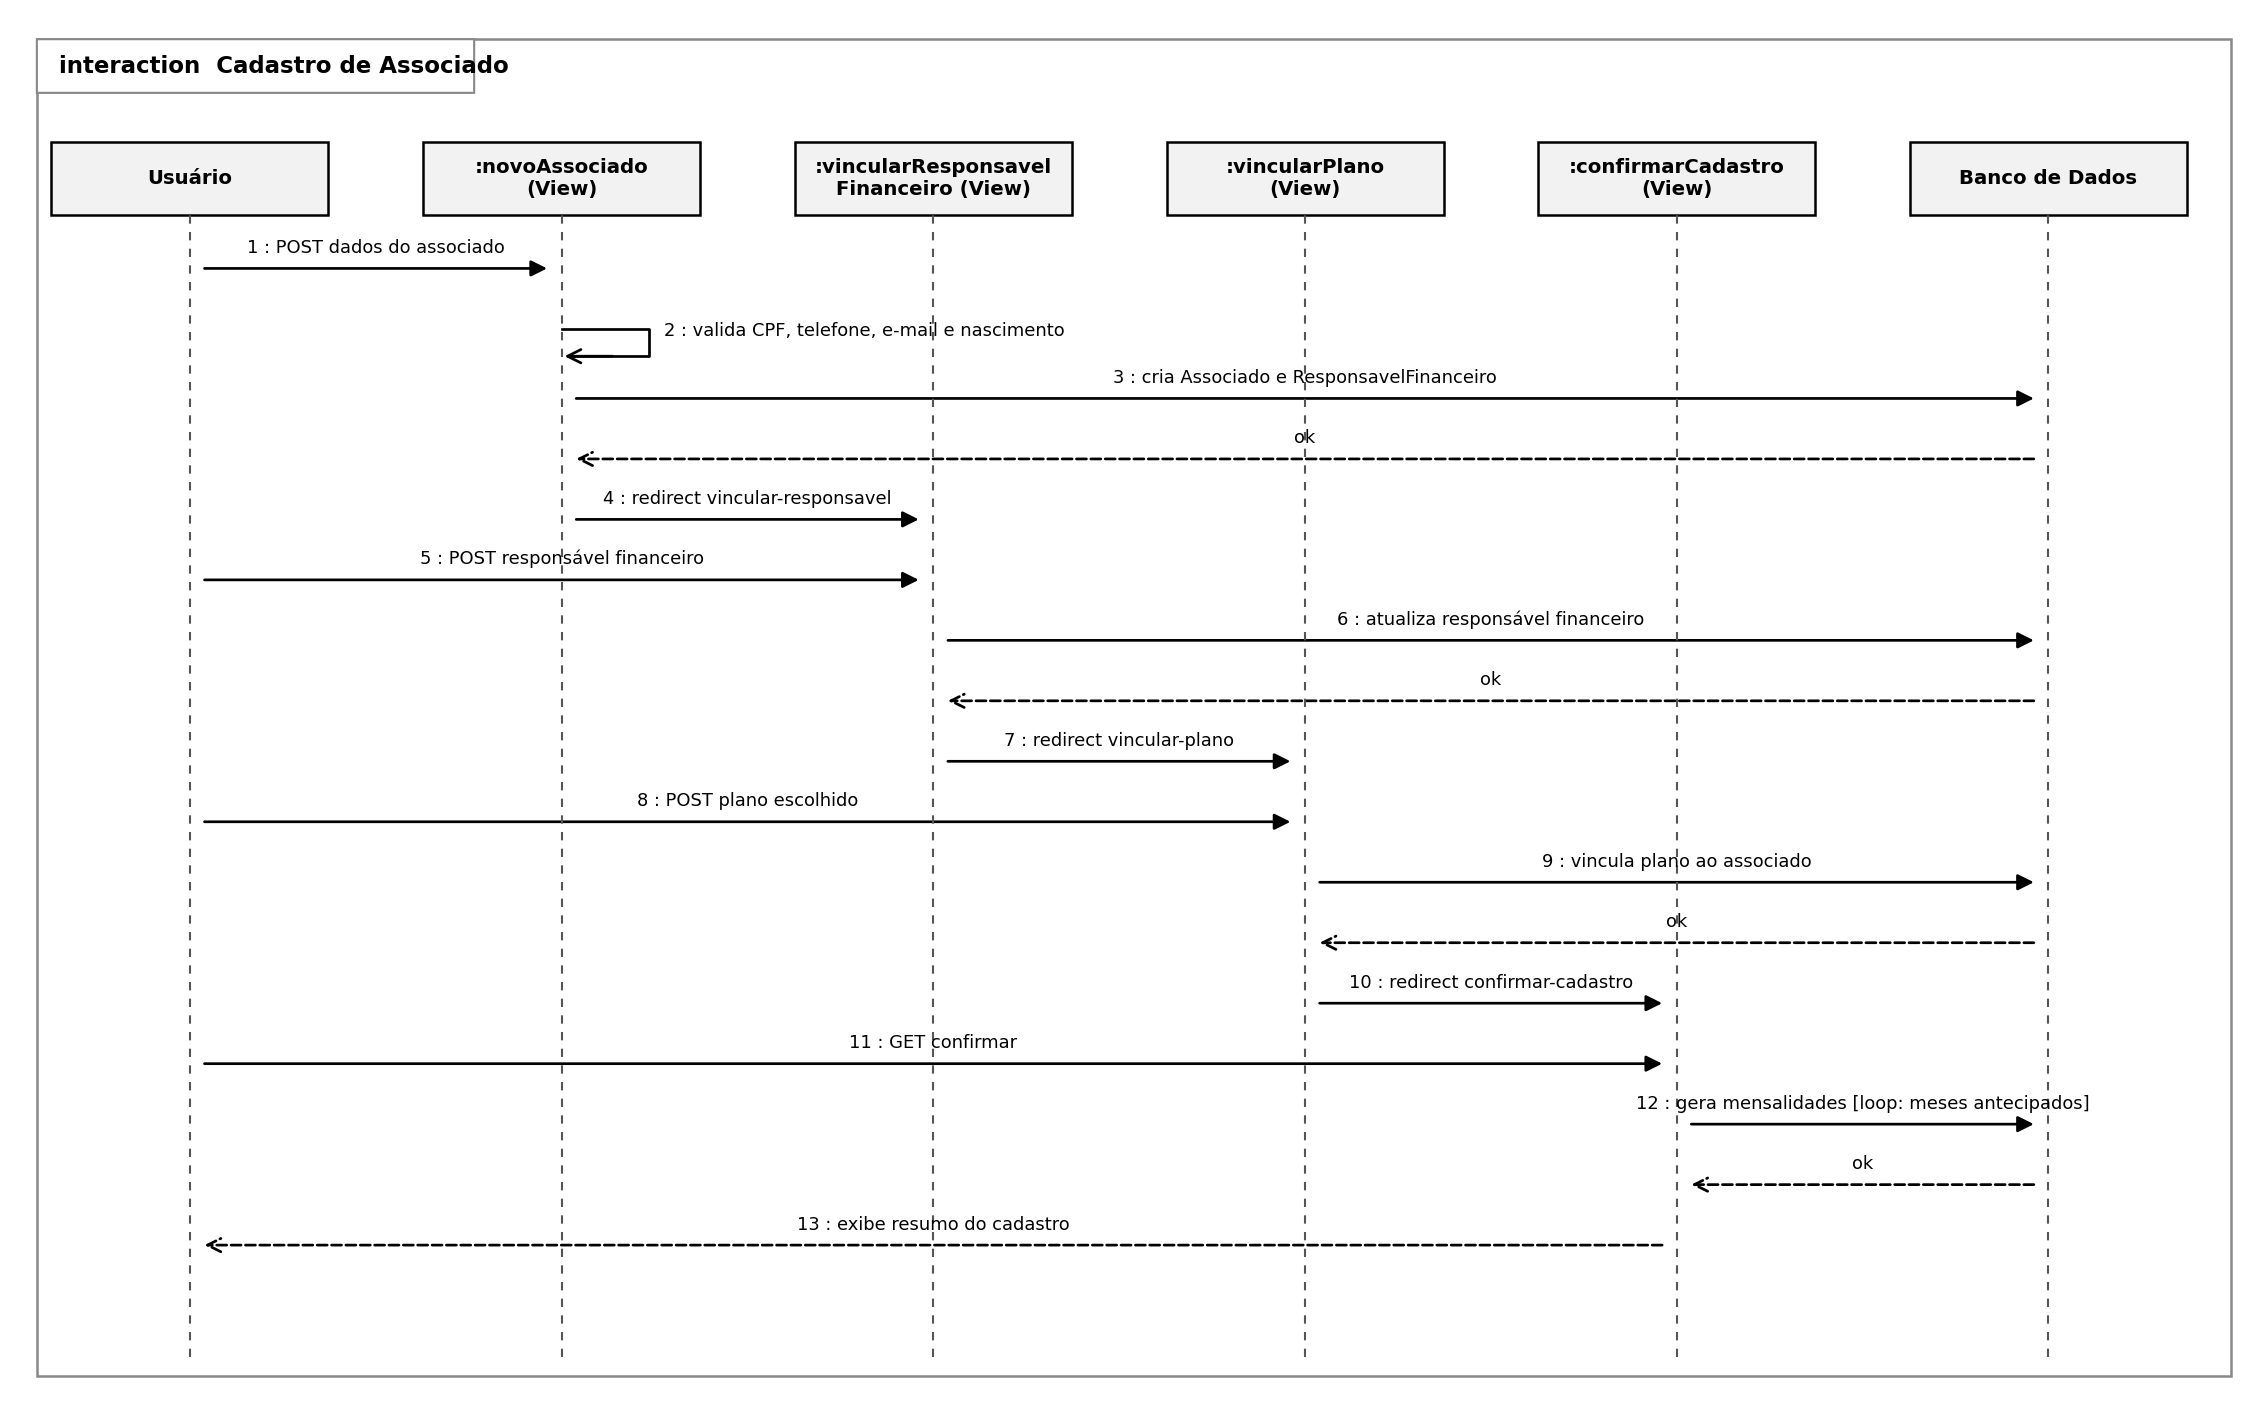 interaction  Cadastro de Associado
Usuário
:novoAssociado
(View)
:vincularResponsavel
Financeiro (View)
:vincularPlano
(View)
:confirmarCadastro
(View)
Banco de Dados
1 : POST dados do associado
2 : valida CPF, telefone, e-mail e nascimento
3 : cria Associado e ResponsavelFinanceiro
ok
4 : redirect vincular-responsavel
5 : POST responsável financeiro
6 : atualiza responsável financeiro
ok
7 : redirect vincular-plano
8 : POST plano escolhido
9 : vincula plano ao associado
ok
10 : redirect confirmar-cadastro
11 : GET confirmar
12 : gera mensalidades [loop: meses antecipados]
ok
13 : exibe resumo do cadastro